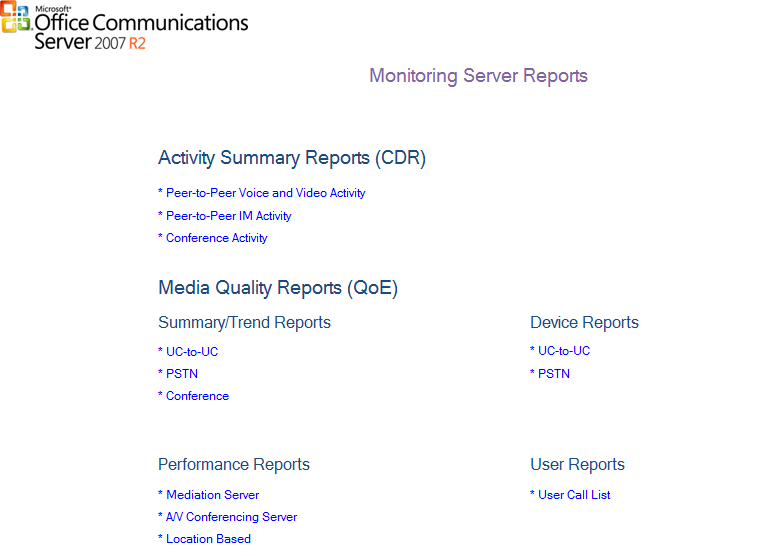 Microsoft®
Office Communications
Server 2007 R2
Monitoring Server Reports
Activity Summary Reports (CDR)
* Peer-to-Peer Voice and Video Activity
* Peer-to-Peer IM Activity
* Conference Activity
Media Quality Reports (QoE)
Summary/Trend Reports
* UC-to-UC
* PSTN
* Conference
Device Reports
* UC-to-UC
* PSTN
Performance Reports
* Mediation Server
* A/V Conferencing Server
* Location Based
User Reports
* User Call List